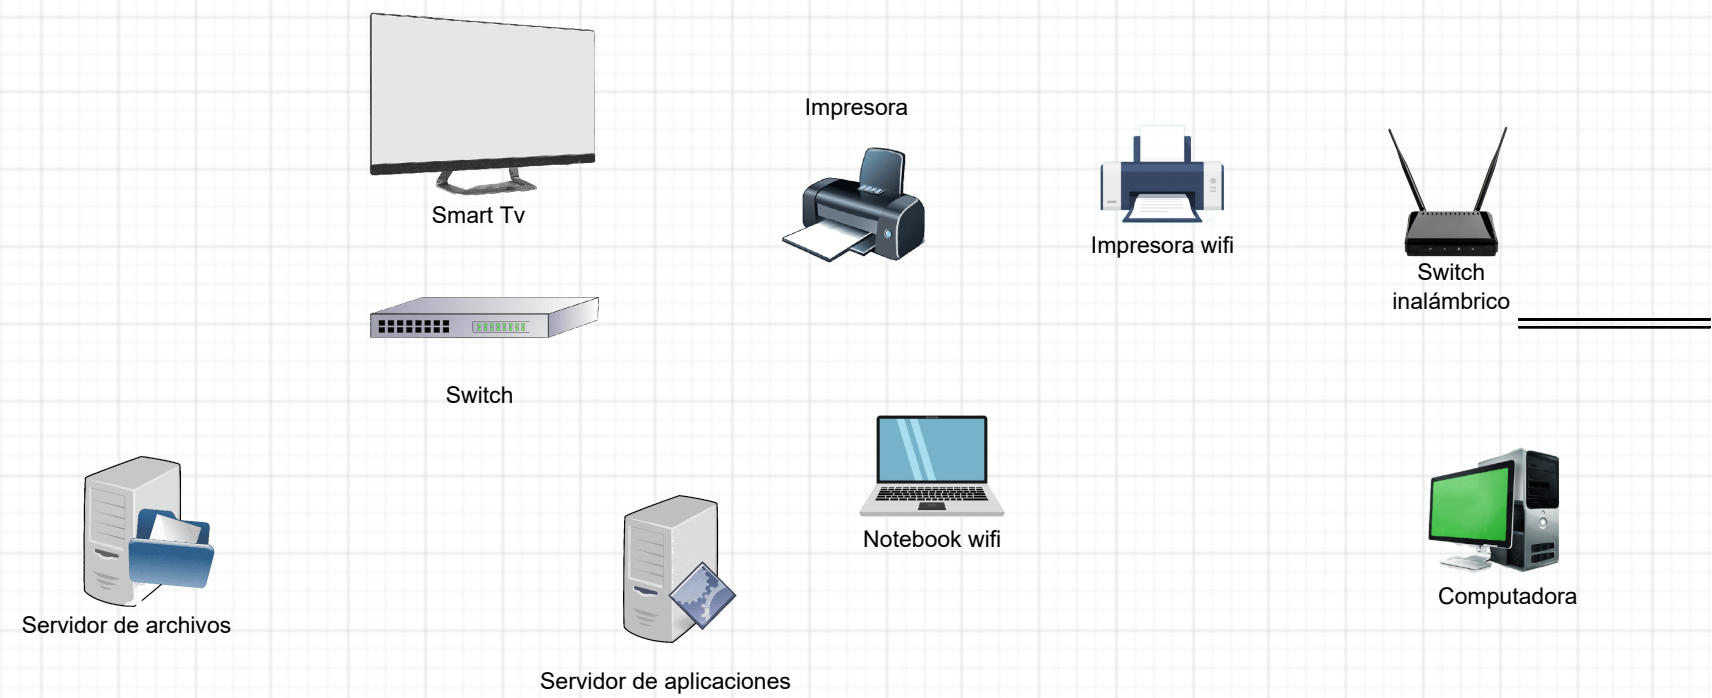 Impresora
Smart Tv
Impresora wifi
Switch
inalámbrico
Switch
Notebook wifi
Computadora
Servidor de archivos
Servidor de aplicaciones